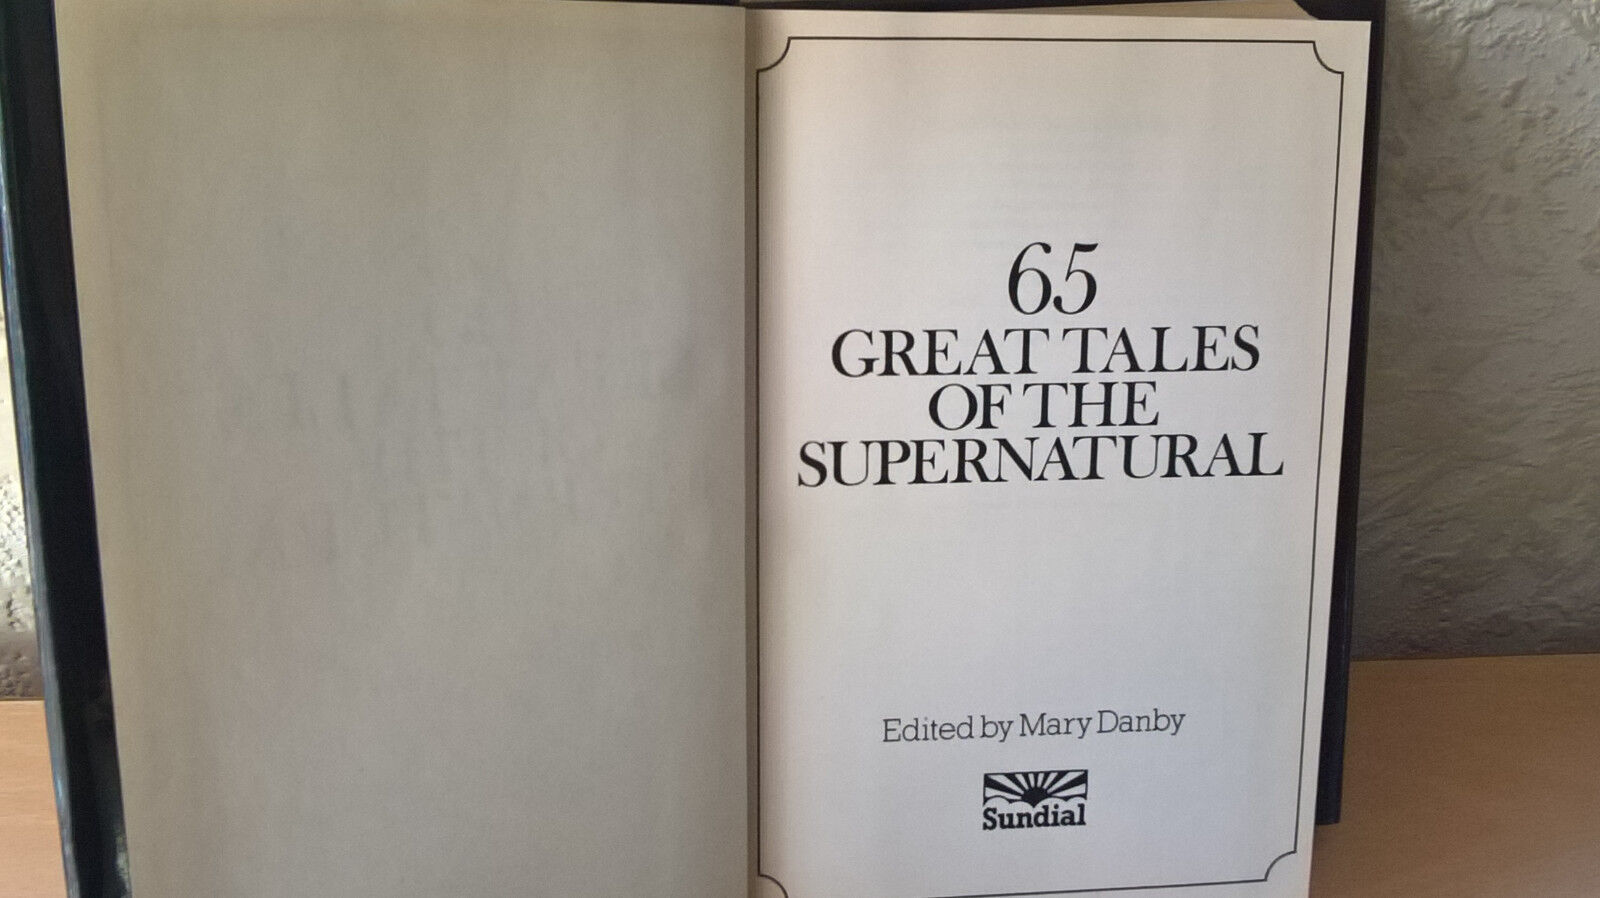 65
GREAT TALES
OF THE
SUPERNATURAL
Edited by Mary Danby
Sundial